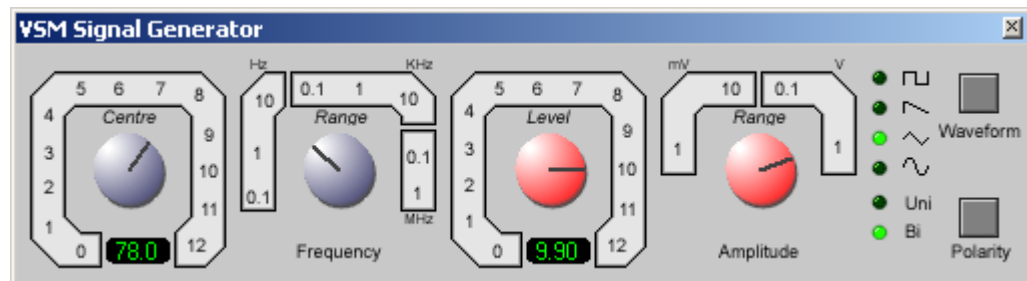 VSM Signal Generator
Hz KHz mV V
5 6 7 8 0.1 1 10 5 6 7 8 10 0.1
4 Centre 10 Range 4 Level Range Waveform
3 9 1 0.1 3 9 1 1
2 10 0.1 1 2 10
1 11 MHz 1 11 Uni
0 78.0 12 Frequency 0 9.90 12 Amplitude Bi Polarity